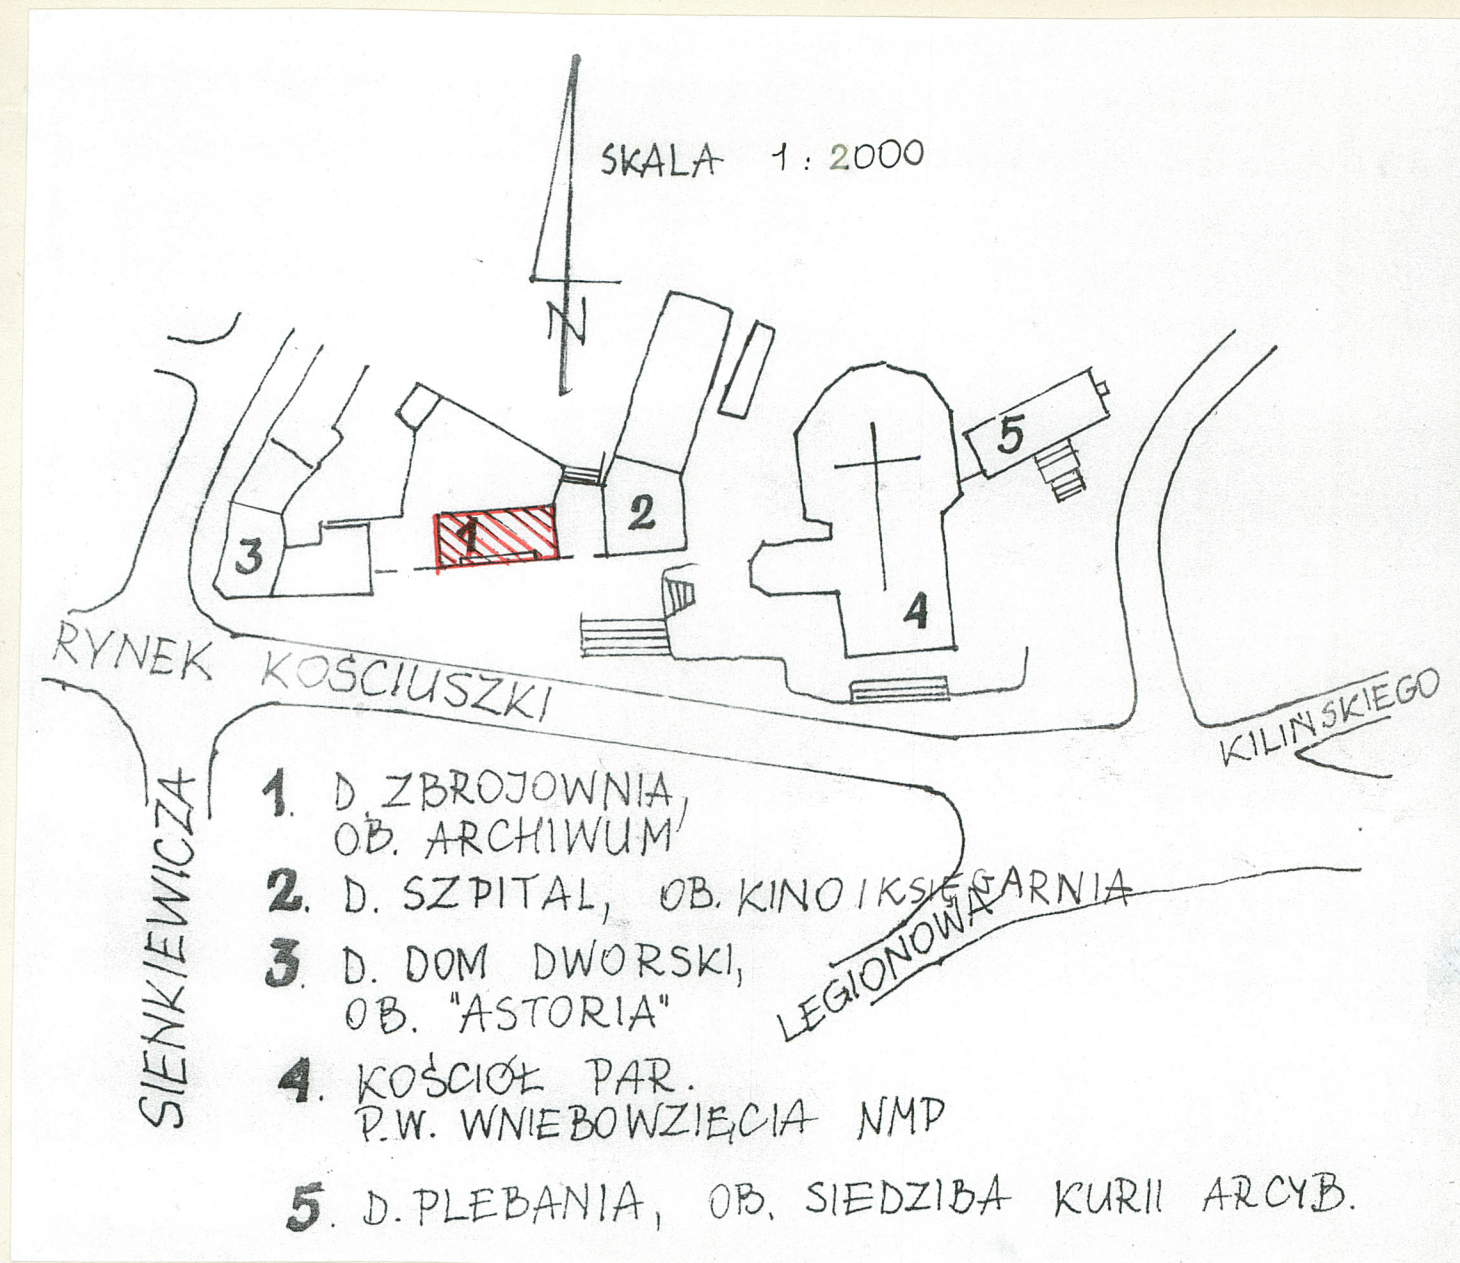 SKALA 1:2000
N
1
2
3
4
5
RYNEK KOŚCIUSZKI
KILIŃSKIEGO
SIENKIEWICZA
LEGIONOWA
1. D. ZBROJOWNIA,
OB. ARCHIWUM
2. D. SZPITAL, OB. KINO I KSIĘGARNIA
3. D. DOM DWORSKI,
OB. "ASTORIA"
4. KOŚCIÓŁ PAR.
P.W. WNIEBOWZIĘCIA NMP
5. D. PLEBANIA, OB. SIEDZIBA KURII ARCYB.